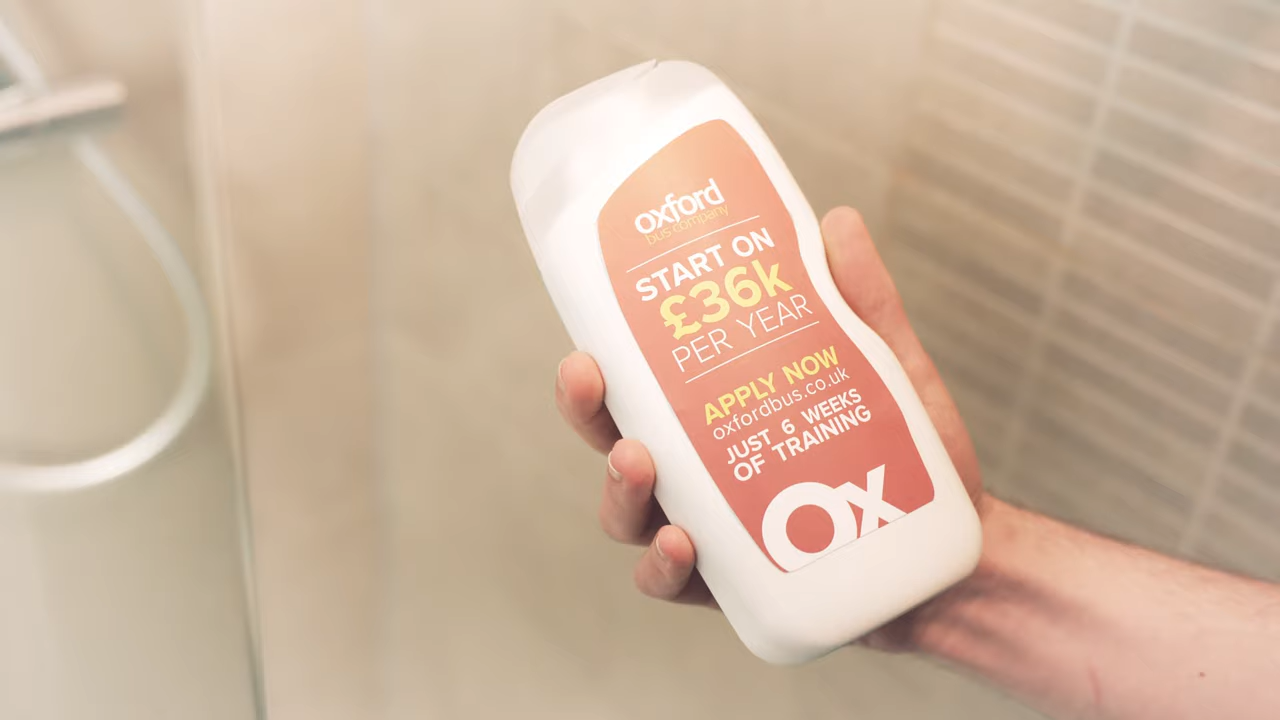 oxford
bus company
START ON
£36k
PER YEAR
APPLY NOW
oxfordbus.co.uk
JUST 6 WEEKS
OF TRAINING
Ox